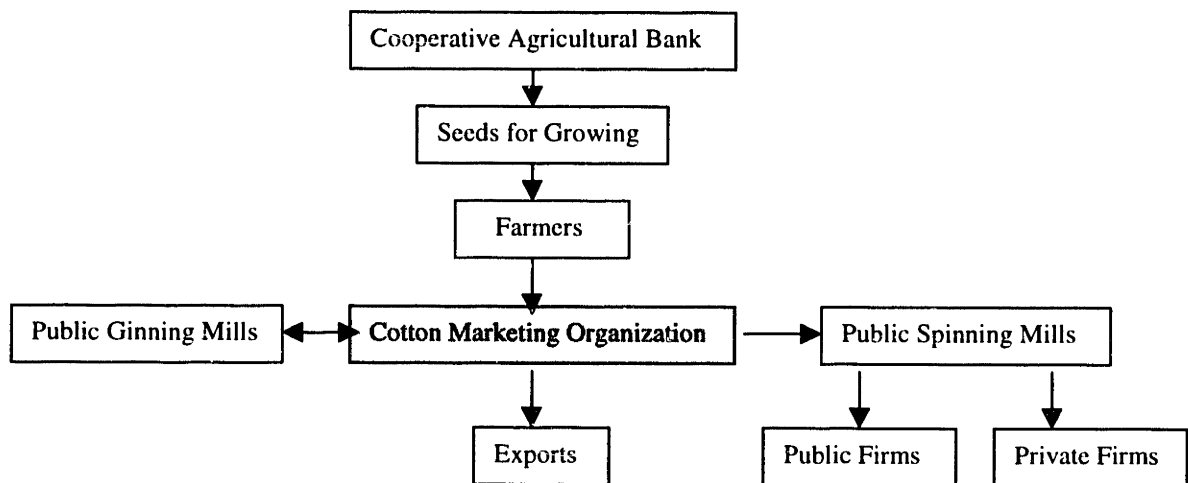 Cooperative Agricultural Bank
Seeds for Growing
Farmers
Public Ginning Mills
Cotton Marketing Organization
Public Spinning Mills
Exports
Public Firms
Private Firms